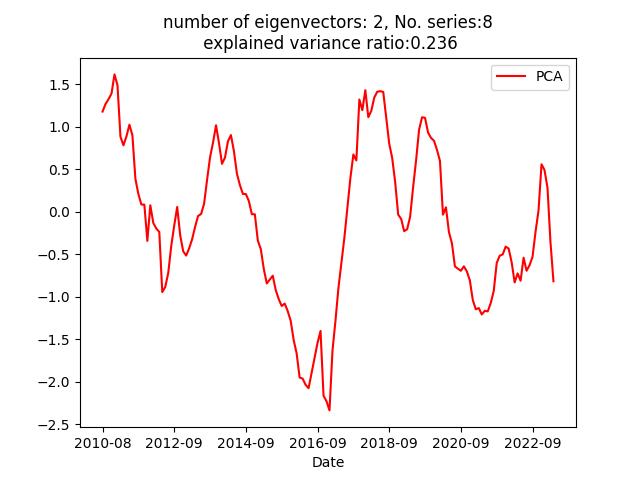 number of eigenvectors: 2, No. series:8
explained variance ratio:0.236
PCA
1.5
1.0
0.5
0.0
−0.5
−1.0
−1.5
−2.0
−2.5
2010-08 2012-09 2014-09 2016-09 2018-09 2020-09 2022-09
Date